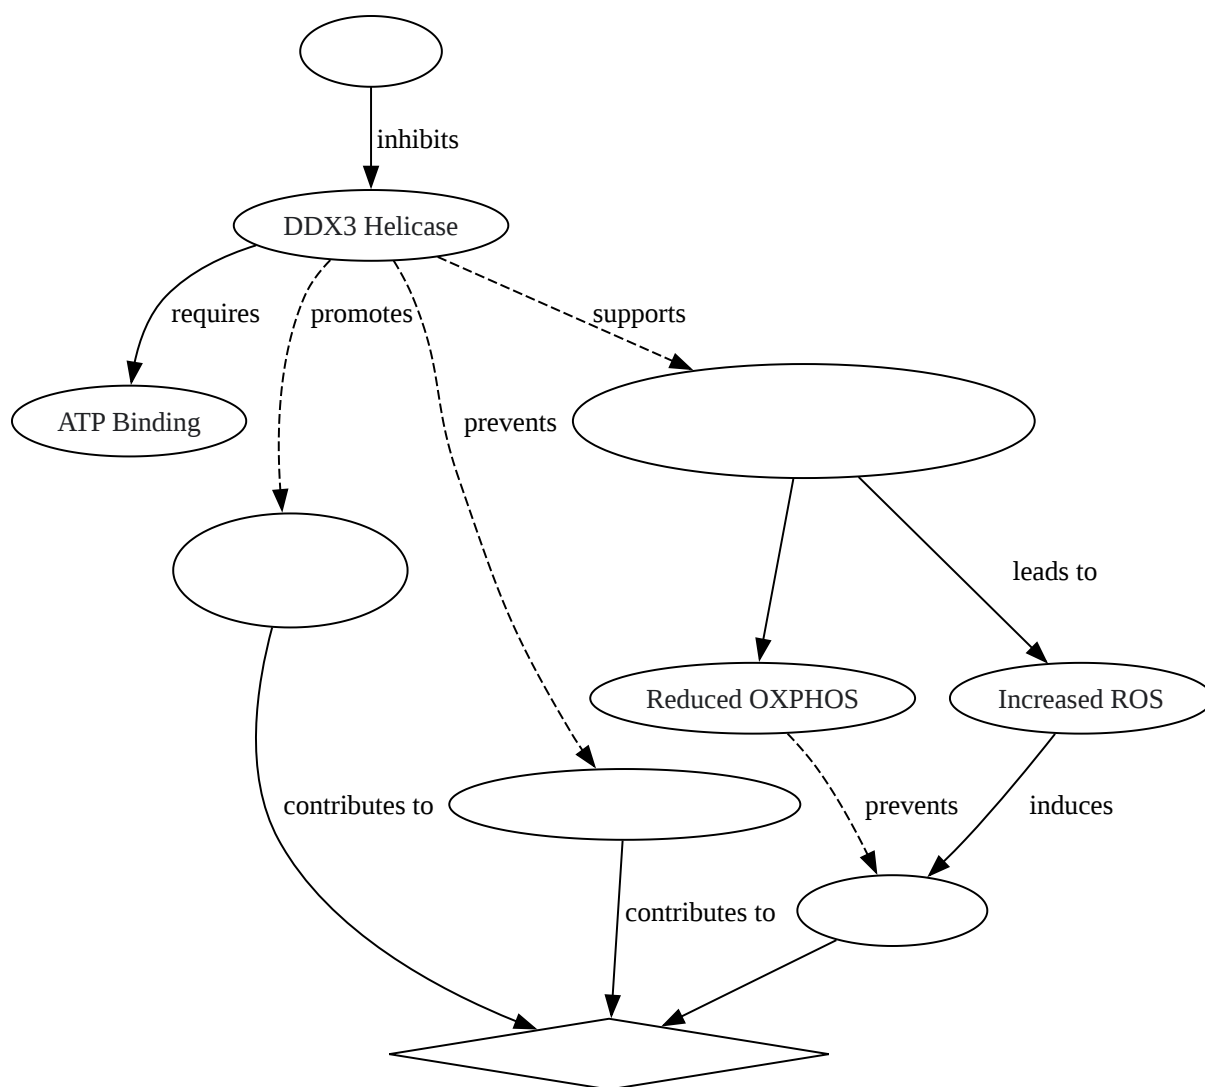 inhibits
DDX3 Helicase
requires
promotes
supports
ATP Binding
prevents
leads to
Reduced OXPHOS
Increased ROS
contributes to
prevents
induces
contributes to